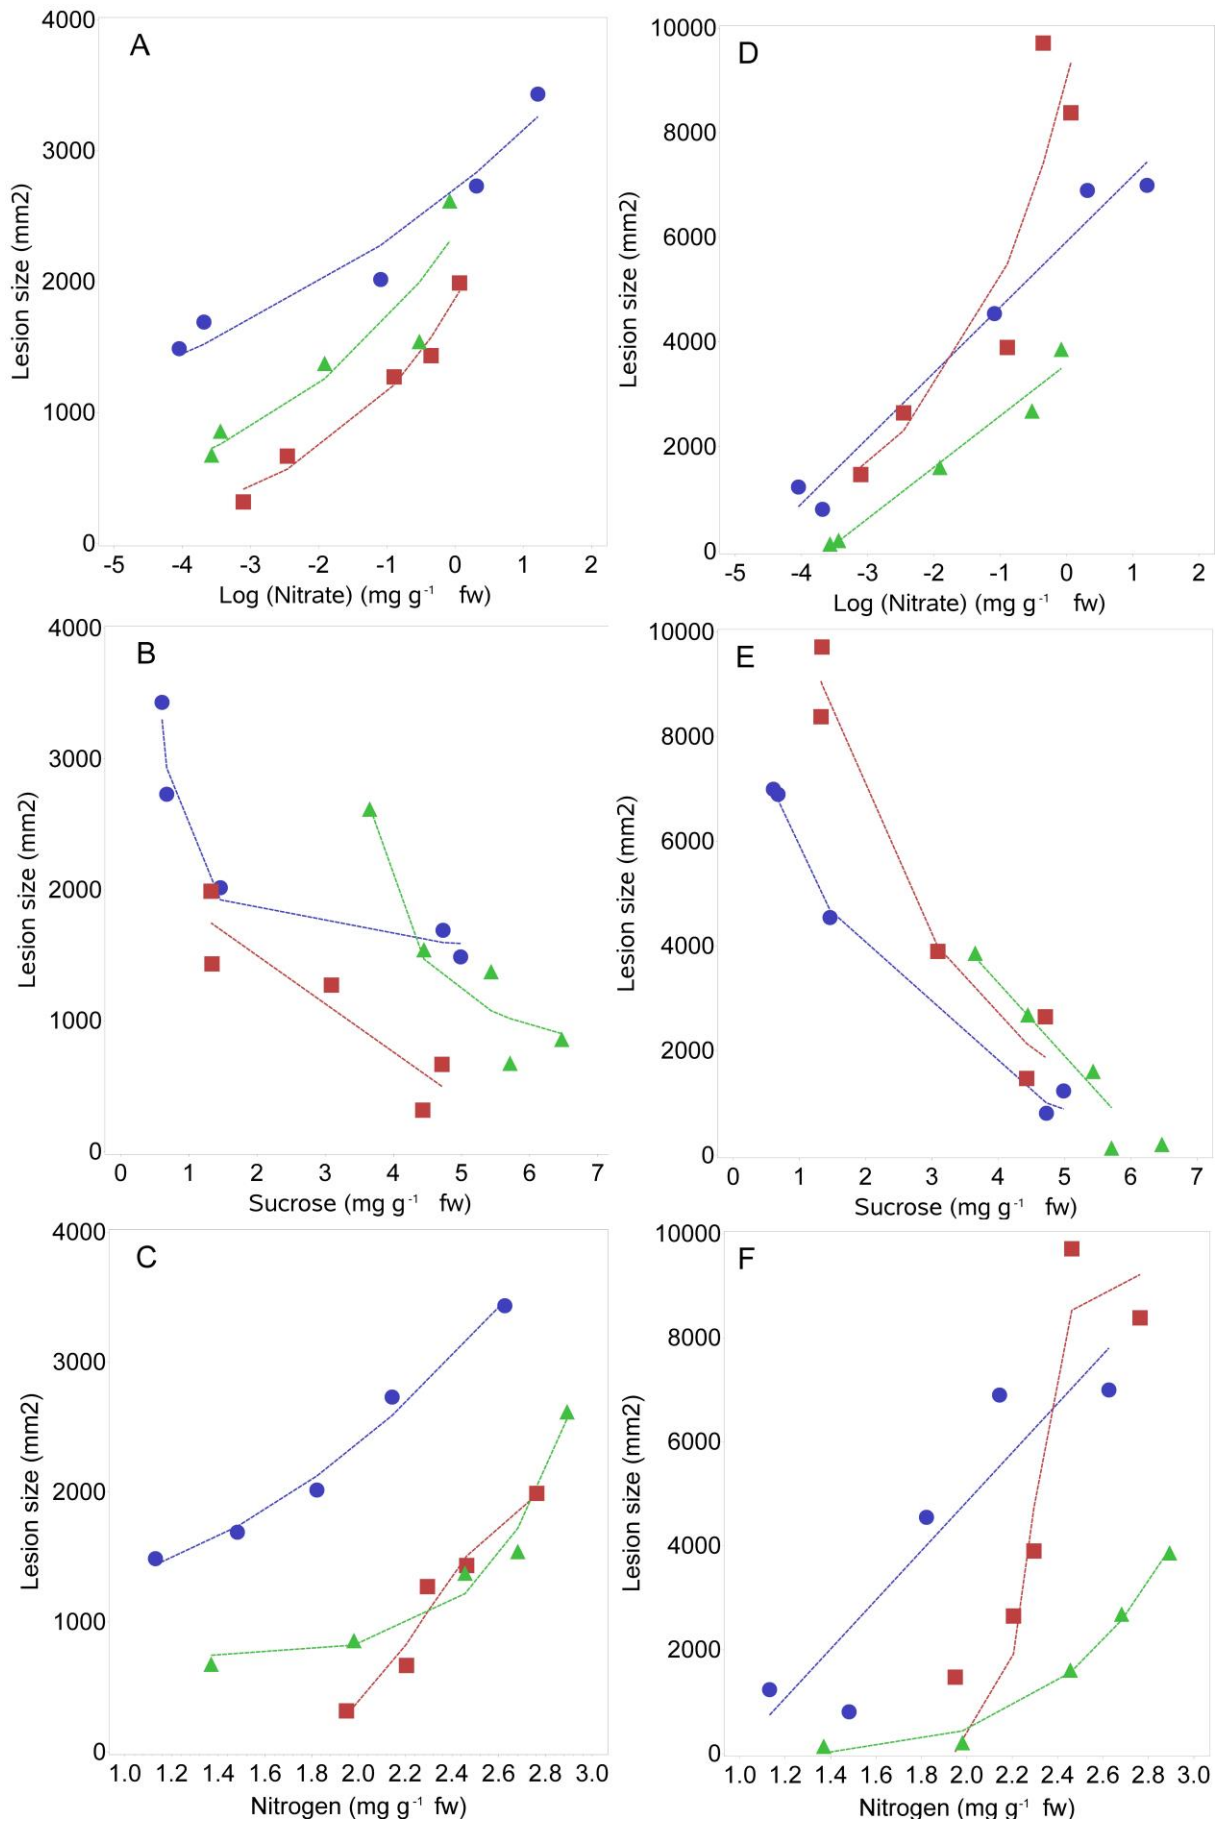 A
4000
3000
2000
1000
0
Lesion size (mm2)
-5 -4 -3 -2 -1 0 1 2
Log (Nitrate) (mg g-1 fw)
D
10000
8000
6000
4000
2000
0
Lesion size (mm2)
-5 -4 -3 -2 -1 0 1 2
Log (Nitrate) (mg g-1 fw)
B
4000
3000
2000
1000
0
Lesion size (mm2)
0 1 2 3 4 5 6 7
Sucrose (mg g-1 fw)
E
10000
8000
6000
4000
2000
0
Lesion size (mm2)
0 1 2 3 4 5 6 7
Sucrose (mg g-1 fw)
C
4000
3000
2000
1000
0
Lesion size (mm2)
1.0 1.2 1.4 1.6 1.8 2.0 2.2 2.4 2.6 2.8 3.0
Nitrogen (mg g-1 fw)
F
10000
8000
6000
4000
2000
0
Lesion size (mm2)
1.0 1.2 1.4 1.6 1.8 2.0 2.2 2.4 2.6 2.8 3.0
Nitrogen (mg g-1 fw)